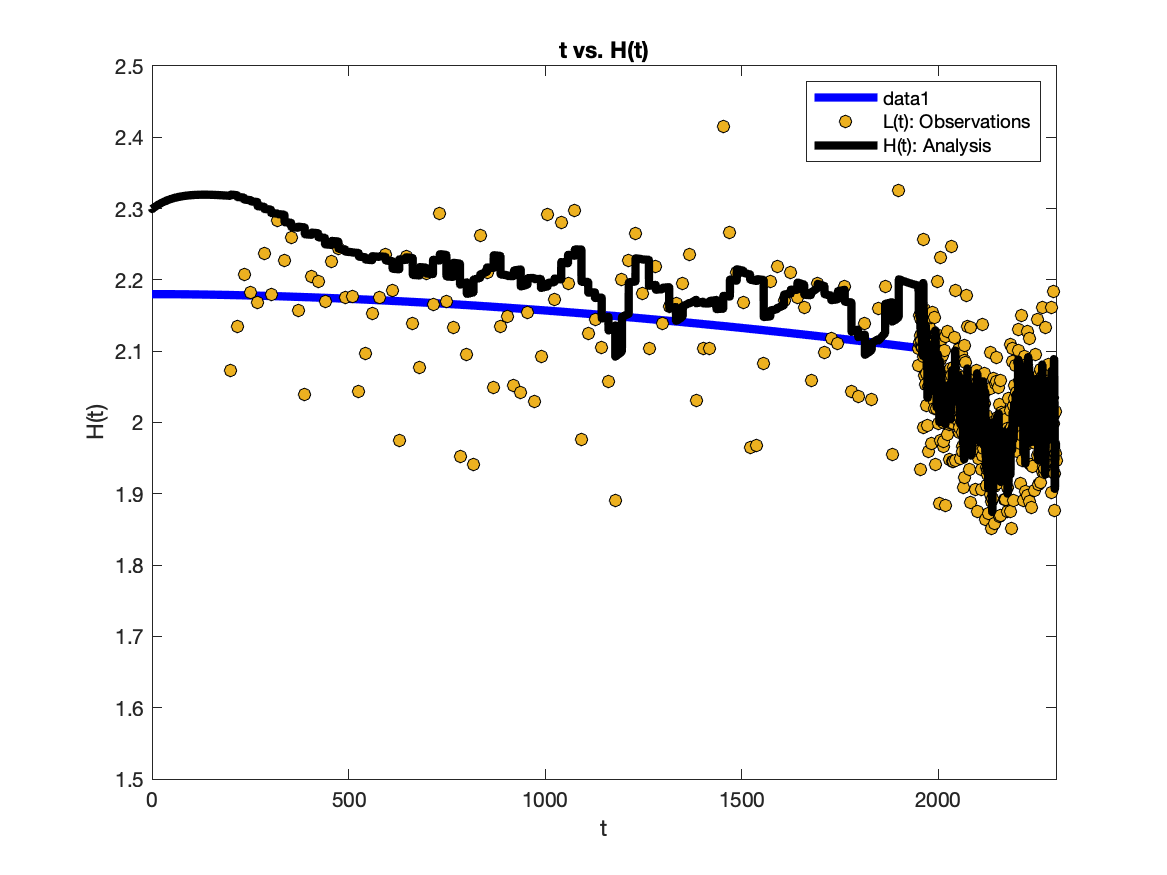 t vs. H(t)
data1
L(t): Observations
H(t): Analysis
2.5
2.4
2.3
2.2
2.1
2
1.9
1.8
1.7
1.6
1.5
H(t)
0
500
1000
1500
2000
t